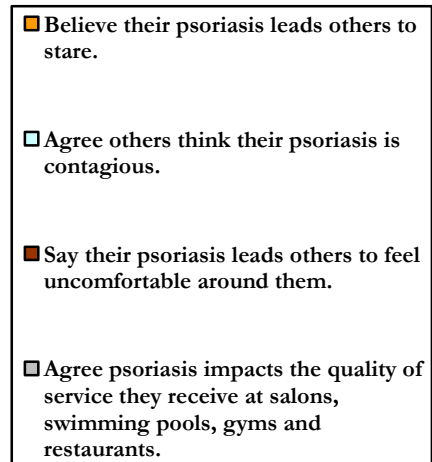 Believe their psoriasis leads others to
stare.
Agree others think their psoriasis is
contagious.
Say their psoriasis leads others to feel
uncomfortable around them.
Agree psoriasis impacts the quality of
service they receive at salons,
swimming pools, gyms and
restaurants.